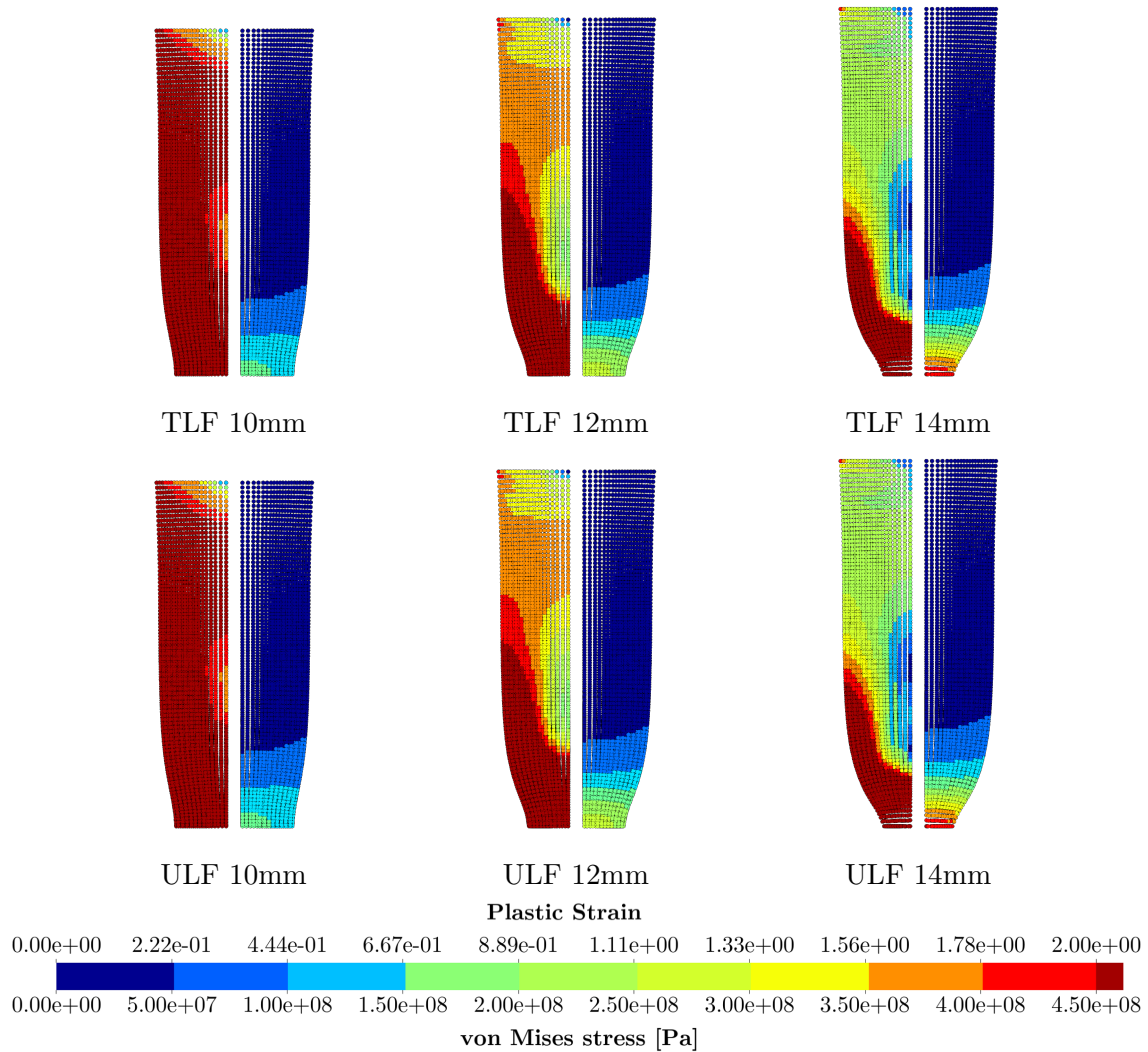 TLF 10mm TLF 12mm TLF 14mm
ULF 10mm ULF 12mm ULF 14mm
Plastic Strain
0.00e+00 2.22e-01 4.44e-01 6.67e-01 8.89e-01 1.11e+00 1.33e+00 1.56e+00 1.78e+00 2.00e+00
0.00e+00 5.00e+07 1.00e+08 1.50e+08 2.00e+08 2.50e+08 3.00e+08 3.50e+08 4.00e+08 4.50e+08
von Mises stress [Pa]